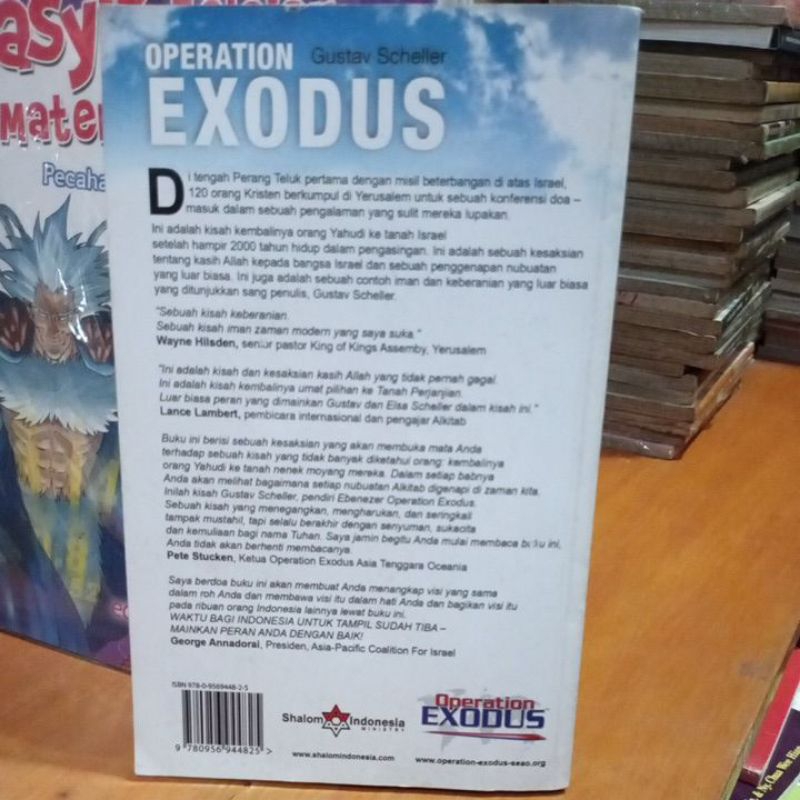 OPERATION Gustav Scheller
EXODUS
Di tengah Perang Teluk pertama dengan misil beterbangan di atas Israel,
120 orang Kristen berkumpul di Yerusalem untuk sebuah konferensi doa –
masuk dalam sebuah pengalaman yang sulit mereka lupakan.
Ini adalah kisah kembalinya orang Yahudi ke tanah Israel
setelah hampir 2000 tahun hidup dalam pengasingan. Ini adalah sebuah kesaksian
tentang kasih Allah kepada bangsa Israel dan sebuah penggenapan nubuatan
yang luar biasa. Ini juga adalah sebuah contoh iman dan keberanian yang luar biasa
yang ditunjukkan sang penulis, Gustav Scheller.
"Sebuah kisah keberanian.
Sebuah kisah iman zaman modern yang saya suka."
Wayne Hilsden, senior pastor King of Kings Assemby, Yerusalem
"Ini adalah kisah dan kesaksian kasih Allah yang tidak pernah gagal.
Ini adalah kisah kembalinya umat pilihan ke Tanah Perjanjian.
Luar biasa peran yang dimainkan Gustav dan Elsa Scheller dalam kisah ini."
Lance Lambert, pembicara internasional dan pengajar Alkitab
Buku ini berisi sebuah kesaksian yang akan membuka mata Anda
terhadap sebuah kisah yang tidak banyak diketahui orang: kembalinya
orang Yahudi ke tanah nenek moyang mereka. Dalam setiap babnya
Anda akan melihat bagaimana setiap nubuatan Alkitab digenapi di zaman kita.
Inilah kisah Gustav Scheller, pendiri Ebenezer Operation Exodus.
Sebuah kisah yang menegangkan, mengharukan, dan seringkali
tampak mustahil, tapi selalu berakhir dengan senyuman, sukacita
dan kemuliaan bagi nama Tuhan. Saya jamin begitu Anda mulai membaca buku ini,
Anda tidak akan berhenti membacanya.
Pete Stucken, Ketua Operation Exodus Asia Tenggara Oceania
Saya berdoa buku ini akan membuat Anda menangkap visi yang sama
dalam roh Anda dan membawa visi itu dalam hati Anda dan bagikan visi itu
pada ribuan orang Indonesia lainnya lewat buku ini.
WAKTU BAGI INDONESIA UNTUK TAMPIL SUDAH TIBA –
MAINKAN PERAN ANDA DENGAN BAIK!
George Annadorai, Presiden, Asia-Pacific Coalition For Israel
ISBN 978-0-9569448-2-5
9 780956 944825 >
Shalom Indonesia
MINISTRY
www.shalomindonesia.com
Operation
EXODUS
www.operation-exodus-seao.org